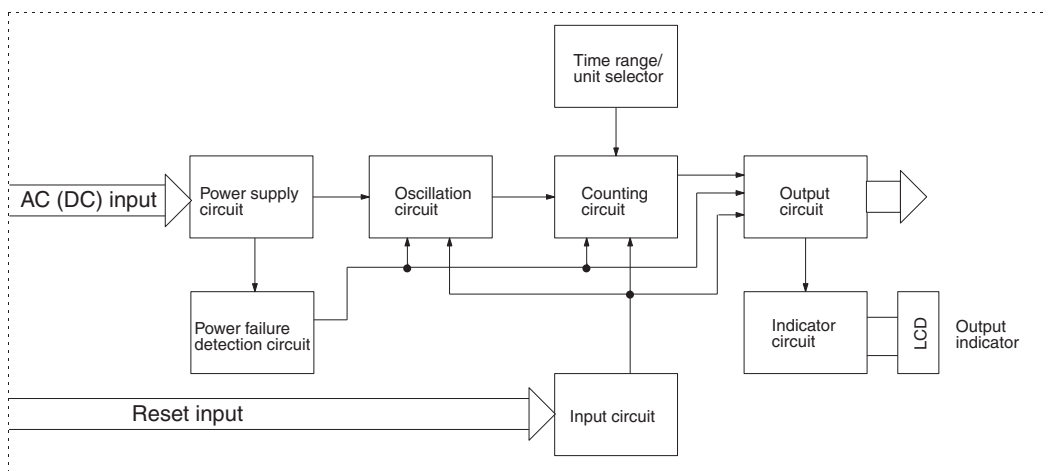 Time range/
unit selector
AC (DC) input
Power supply
circuit
Oscillation
circuit
Counting
circuit
Output
circuit
Power failure
detection circuit
Indicator
circuit
LCD
Output
indicator
Reset input
Input circuit